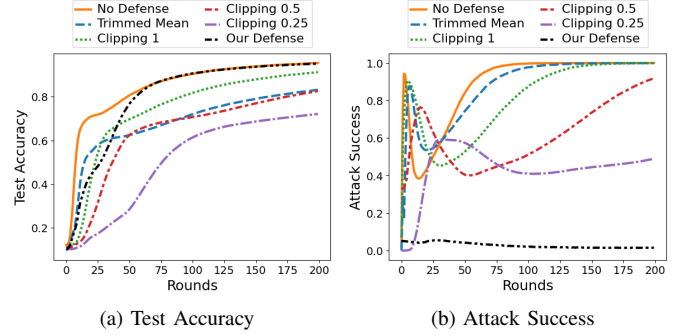 No Defense
Trimmed Mean
Clipping 1
Clipping 0.5
Clipping 0.25
Our Defense
Test Accuracy
0.8
0.6
0.4
0.2
0 25 50 75 100 125 150 175 200
Rounds
(a) Test Accuracy
No Defense
Trimmed Mean
Clipping 1
Clipping 0.5
Clipping 0.25
Our Defense
Attack Success
1.0
0.8
0.6
0.4
0.2
0.0
0 25 50 75 100 125 150 175 200
Rounds
(b) Attack Success